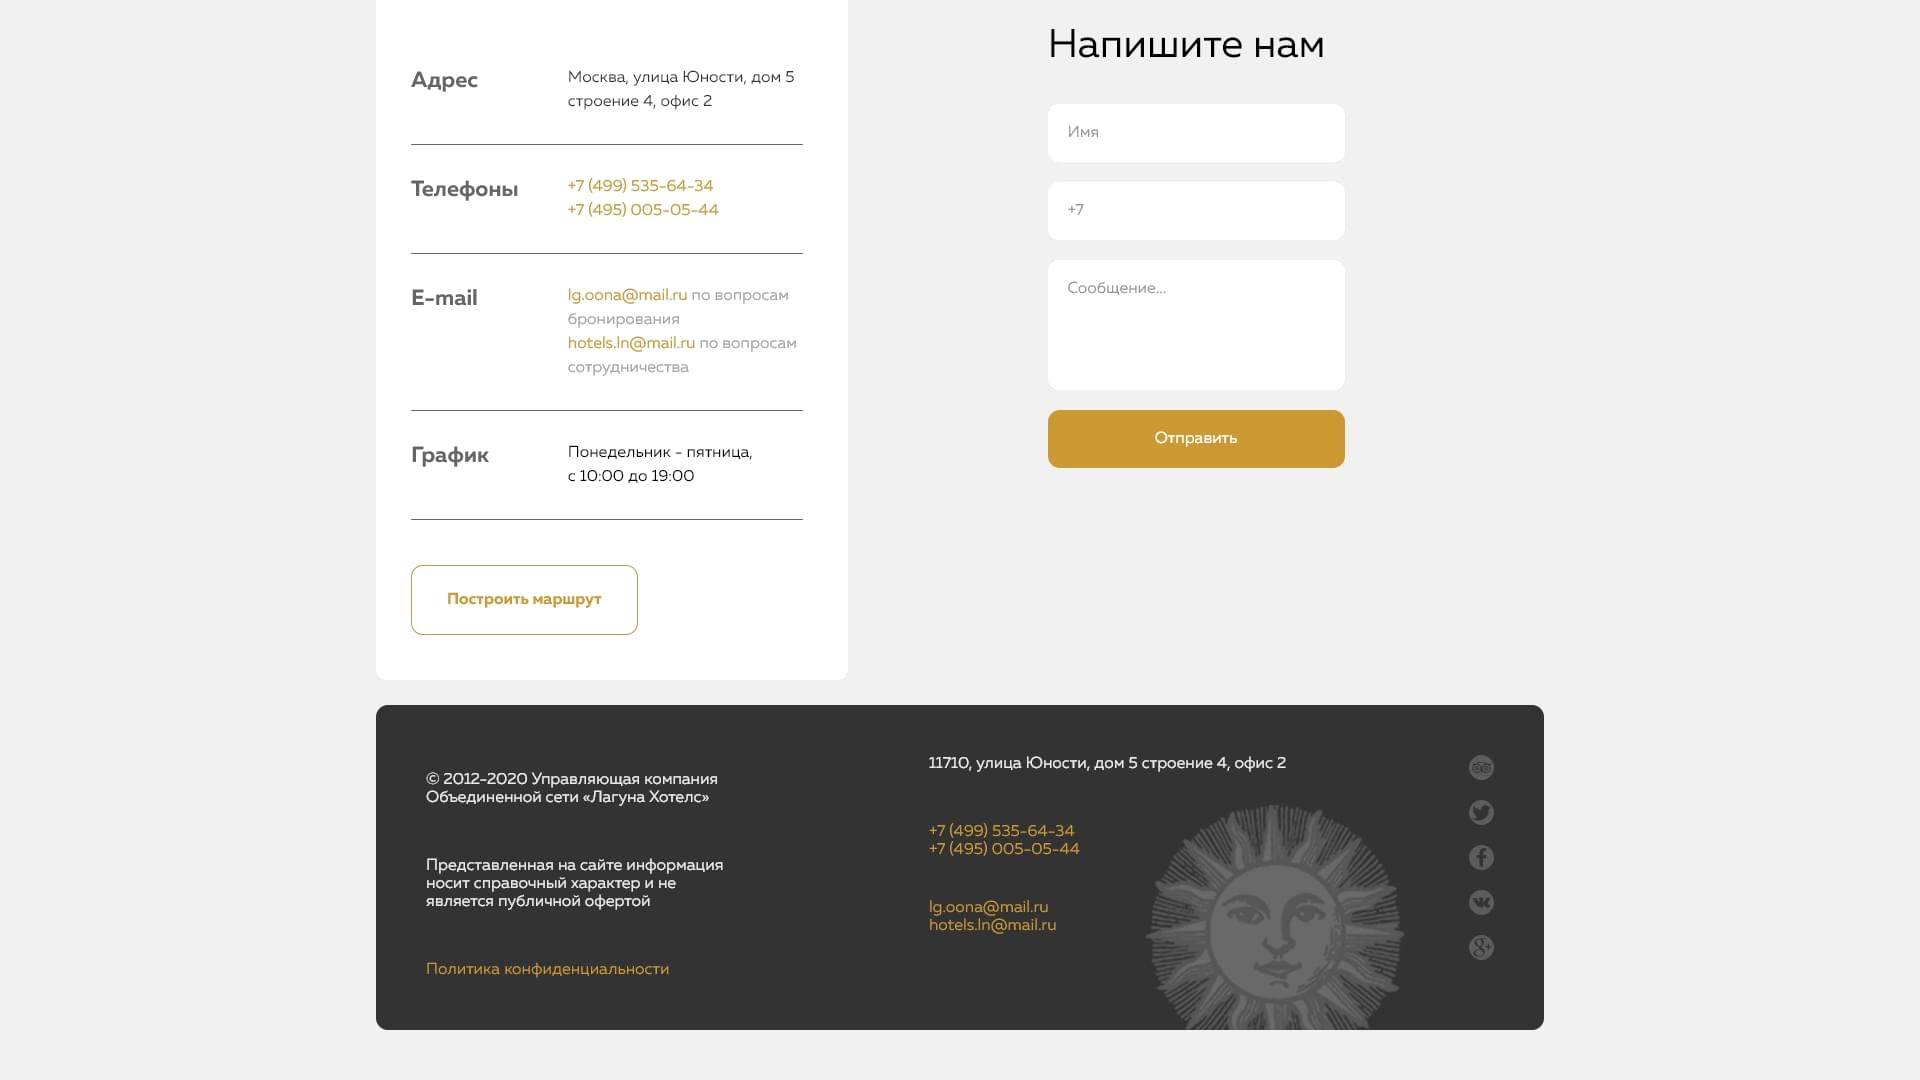 Адрес
Москва, улица Юности, дом 5
строение 4, офис 2
Телефоны
+7 (499) 535-64-34
+7 (495) 005-05-44
E-mail
lg.oona@mail.ru по вопросам
бронирования
hotels.ln@mail.ru по вопросам
сотрудничества
График
Понедельник - пятница,
с 10:00 до 19:00
Построить маршрут
Напишите нам
Имя
+7
Сообщение...
Отправить
© 2012-2020 Управляющая компания
Объединенной сети «Лагуна Хотелс»
Представленная на сайте информация
носит справочный характер и не
является публичной офертой
Политика конфиденциальности
11710, улица Юности, дом 5 строение 4, офис 2
+7 (499) 535-64-34
+7 (495) 005-05-44
lg.oona@mail.ru
hotels.ln@mail.ru